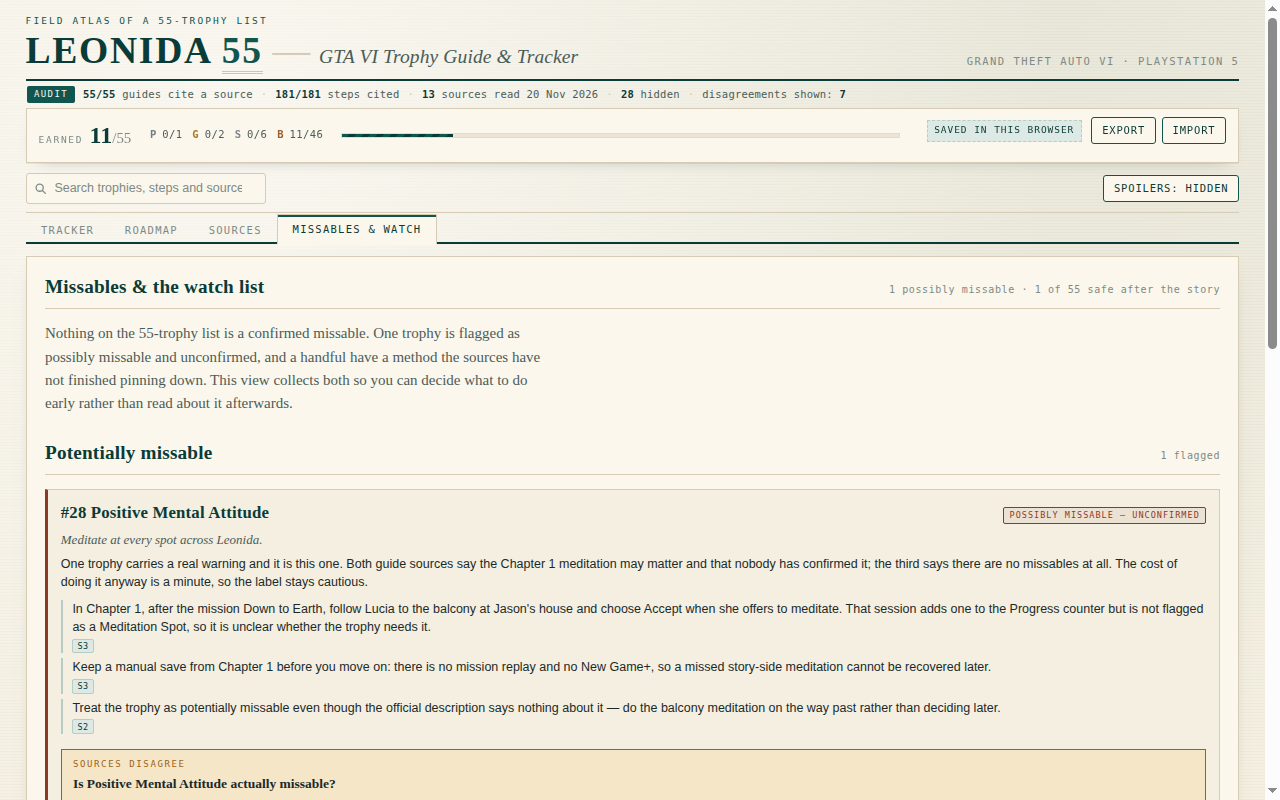 FIELD ATLAS OF A 55-TROPHY LIST
LEONIDA 55 GTA VI Trophy Guide & Tracker
GRAND THEFT AUTO VI · PLAYSTATION 5
AUDIT 55/55 guides cite a source · 181/181 steps cited · 13 sources read 20 Nov 2026 · 28 hidden · disagreements shown: 7
EARNED 11/55 P 0/1 G 0/2 S 0/6 B 11/46 SAVED IN THIS BROWSER EXPORT IMPORT
Search trophies, steps and source
SPOILERS: HIDDEN
TRACKER ROADMAP SOURCES MISSABLES & WATCH
Missables & the watch list
1 possibly missable · 1 of 55 safe after the story
Nothing on the 55-trophy list is a confirmed missable. One trophy is flagged as
possibly missable and unconfirmed, and a handful have a method the sources have
not finished pinning down. This view collects both so you can decide what to do
early rather than read about it afterwards.
Potentially missable
1 flagged
#28 Positive Mental Attitude
POSSIBLY MISSABLE — UNCONFIRMED
Meditate at every spot across Leonida.
One trophy carries a real warning and it is this one. Both guide sources say the Chapter 1 meditation may matter and that nobody has confirmed it; the third says there are no missables at all. The cost of
doing it anyway is a minute, so the label stays cautious.
In Chapter 1, after the mission Down to Earth, follow Lucia to the balcony at Jason's house and choose Accept when she offers to meditate. That session adds one to the Progress counter but is not flagged
as a Meditation Spot, so it is unclear whether the trophy needs it.
S3
Keep a manual save from Chapter 1 before you move on: there is no mission replay and no New Game+, so a missed story-side meditation cannot be recovered later.
S3
Treat the trophy as potentially missable even though the official description says nothing about it — do the balcony meditation on the way past rather than deciding later.
S2
SOURCES DISAGREE
Is Positive Mental Attitude actually missable?